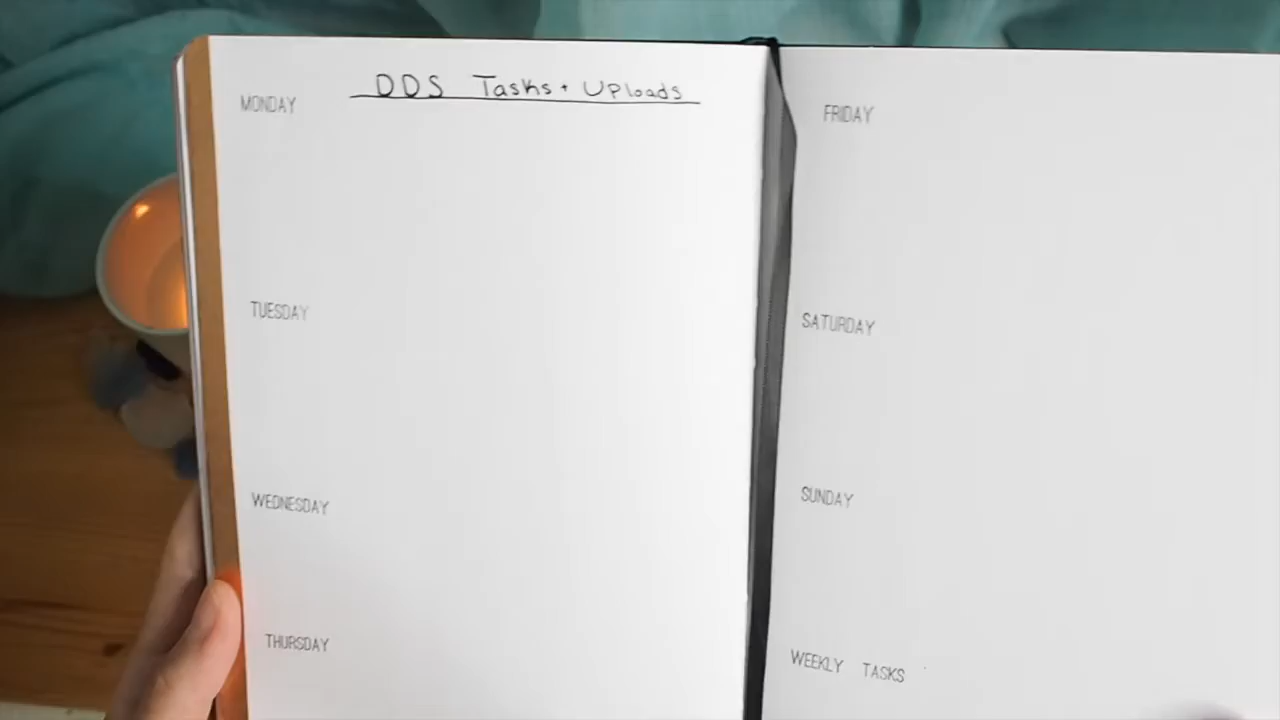 DDS Tasks + Uploads
MONDAY
TUESDAY
WEDNESDAY
THURSDAY
FRIDAY
SATURDAY
SUNDAY
WEEKLY TASKS